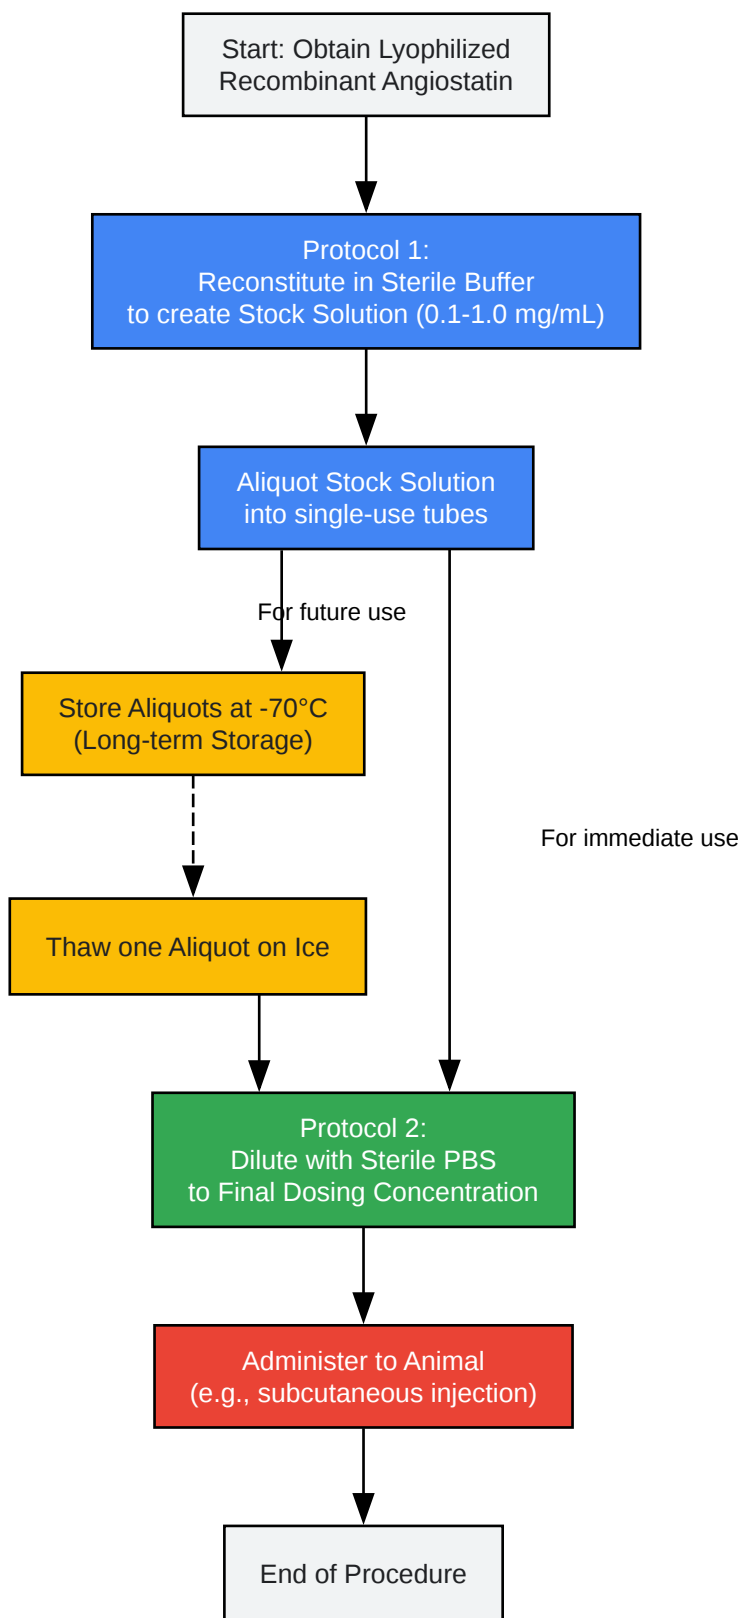 Start: Obtain Lyophilized
Recombinant Angiostatin
Protocol 1:
Reconstitute in Sterile Buffer
to create Stock Solution (0.1-1.0 mg/mL)
Aliquot Stock Solution
into single-use tubes
For future use
Store Aliquots at -70°C
(Long-term Storage)
For immediate use
Thaw one Aliquot on Ice
Protocol 2:
Dilute with Sterile PBS
to Final Dosing Concentration
Administer to Animal
(e.g., subcutaneous injection)
End of Procedure